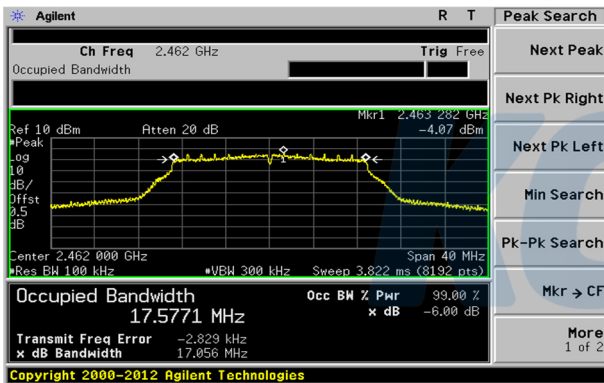 Agilent R T Peak Search
Ch Freq 2.462 GHz Trig Free
Occupied Bandwidth
Next Peak
Next Pk Right
Next Pk Left
Min Search
Pk-Pk Search
Mkr → CF
More
1 of 2
Mkr1 2.463 282 GHz
Ref 10 dBm Atten 20 dB -4.07 dBm
Peak
Log
10
dB/
Offst
0.5
dB
1
Center 2.462 000 GHz Span 40 MHz
Res BW 100 kHz VBW 300 kHz Sweep 3.822 ms (8192 pts)
Occupied Bandwidth Occ BW % Pwr 99.00 %
17.5771 MHz x dB -6.00 dB
Transmit Freq Error -2.829 kHz
x dB Bandwidth 17.056 MHz
Copyright 2000-2012 Agilent Technologies